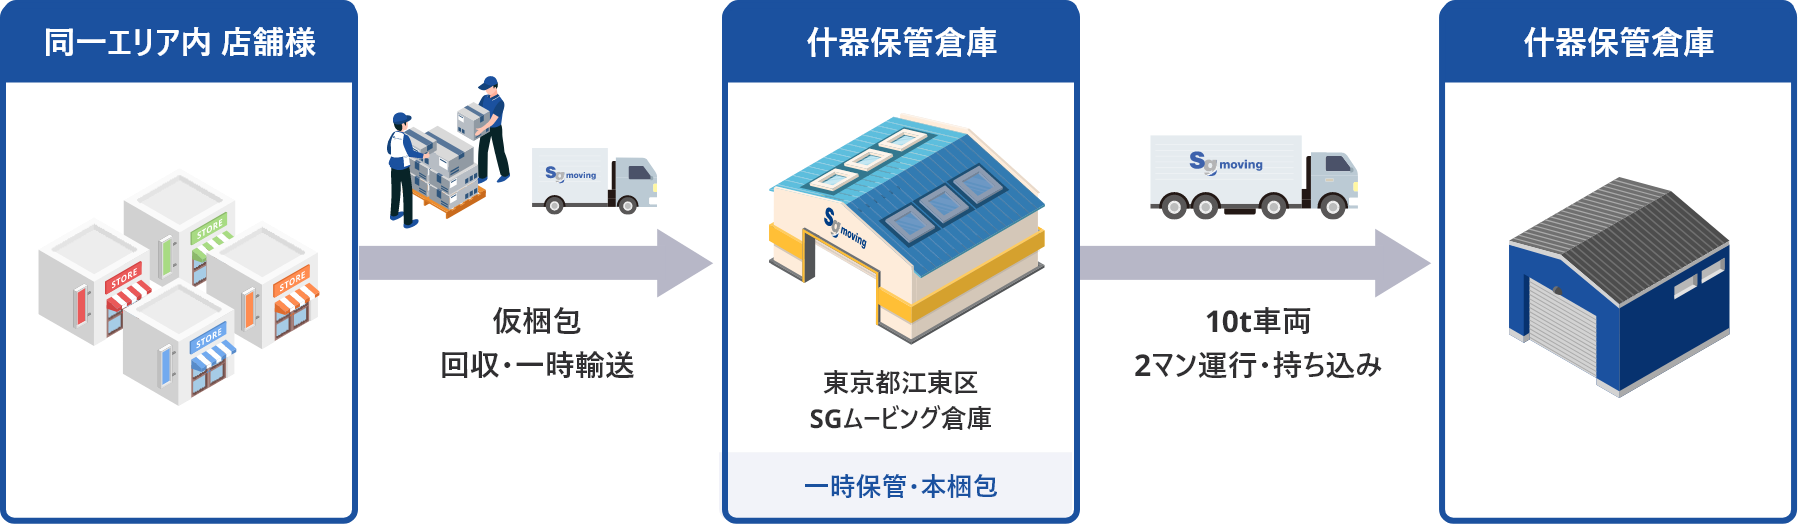 同一エリア内 店舗様
STORE
STORE
STORE
STORE
Sg moving
仮梱包
回収・一時輸送
什器保管倉庫
Sg moving
東京都江東区
SGムービング倉庫
一時保管・本梱包
Sg moving
10t車両
2マン運行・持ち込み
什器保管倉庫